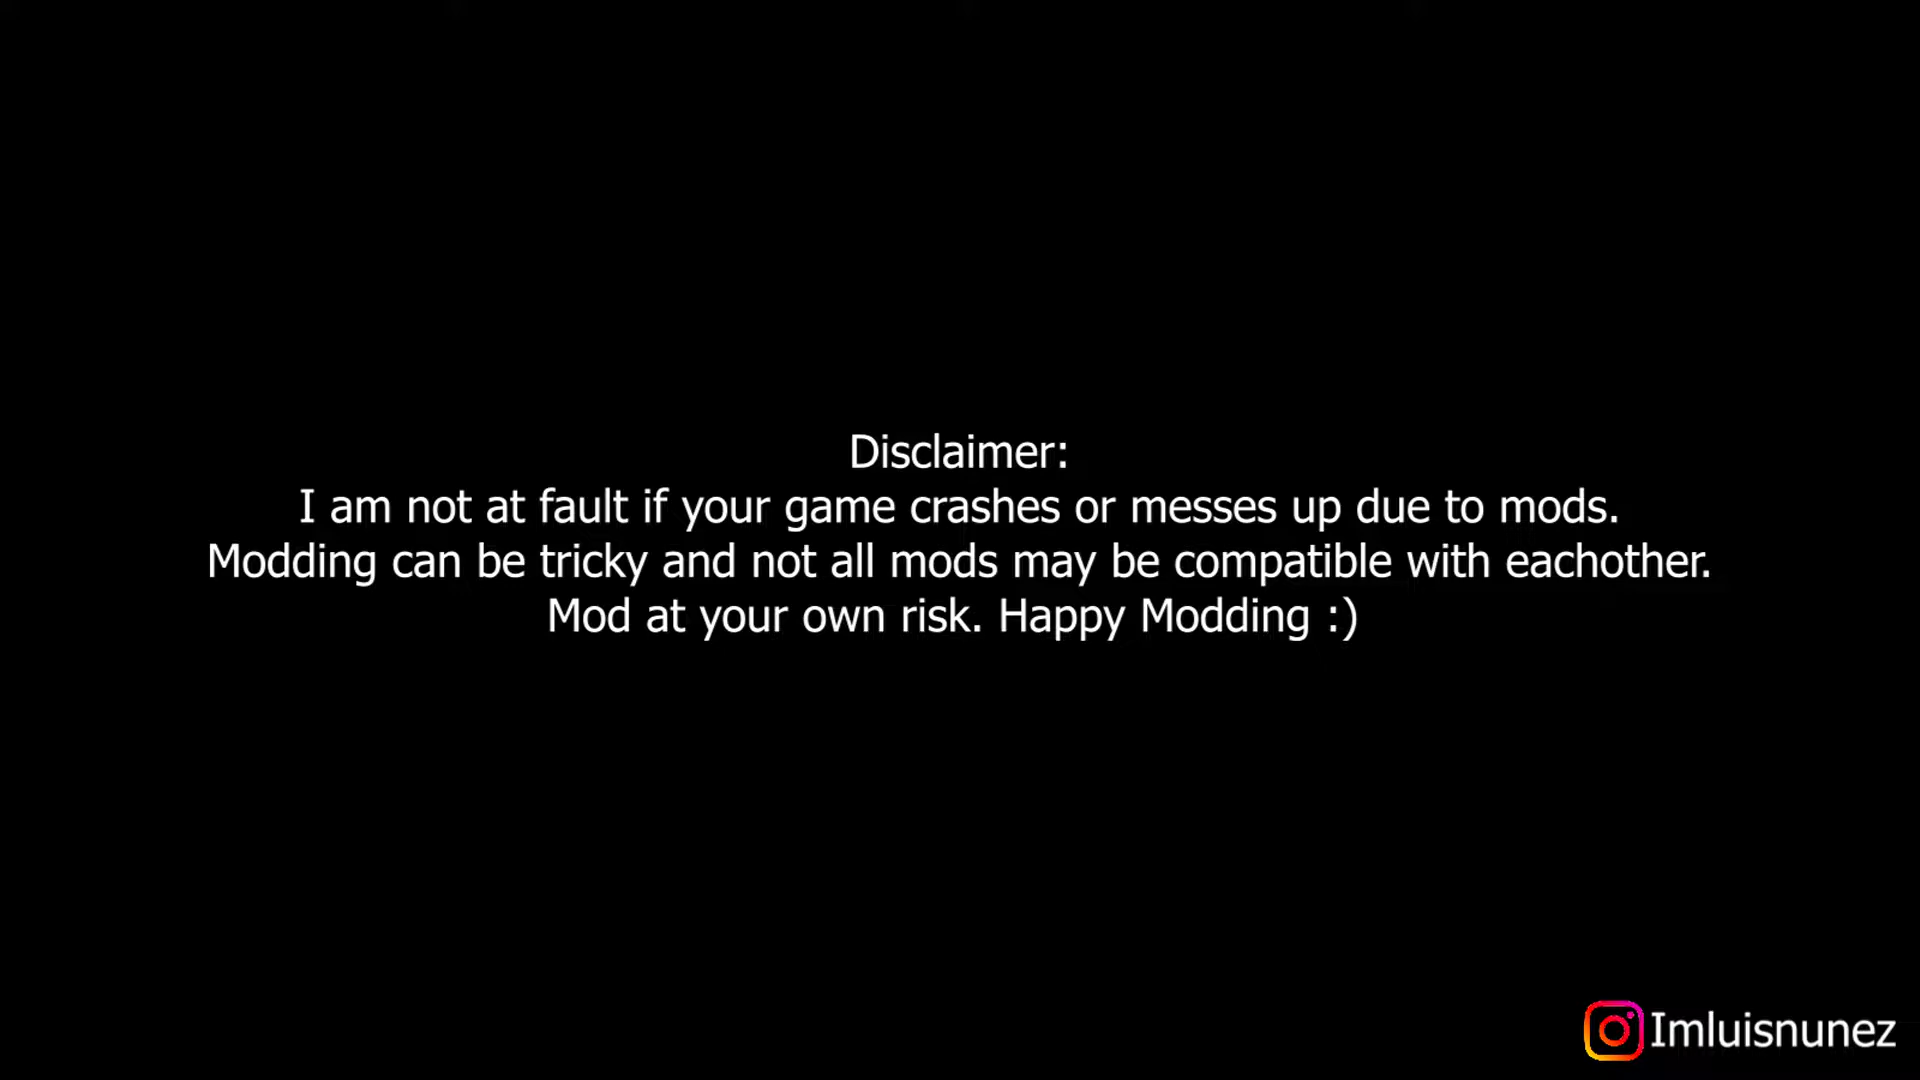 Disclaimer:
I am not at fault if your game crashes or messes up due to mods.
Modding can be tricky and not all mods may be compatible with eachother.
Mod at your own risk. Happy Modding :)
Imluisnunez